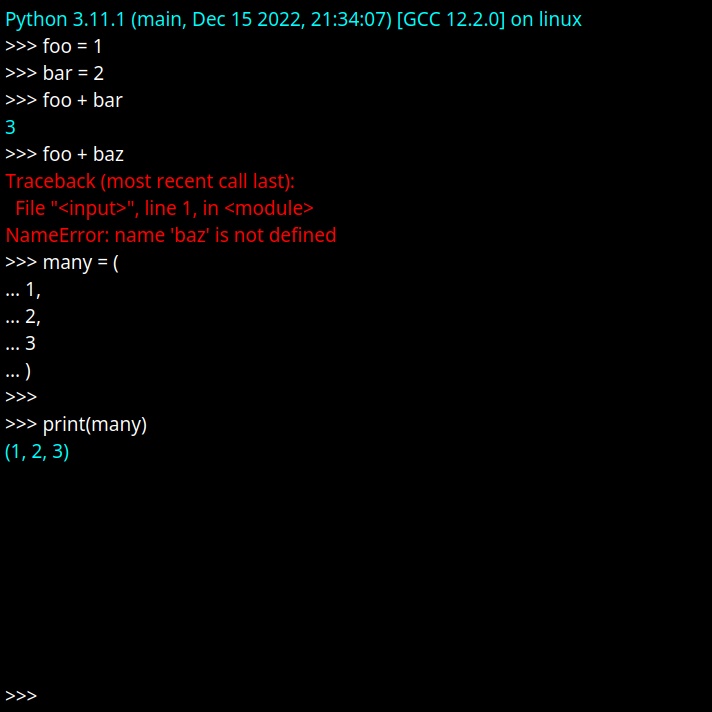 Python 3.11.1 (main, Dec 15 2022, 21:34:07) [GCC 12.2.0] on linux
>>> foo = 1
>>> bar = 2
>>> foo + bar
3
>>> foo + baz
Traceback (most recent call last):
  File "<input>", line 1, in <module>
NameError: name 'baz' is not defined
>>> many = (
... 1,
... 2,
... 3
... )
>>>
>>> print(many)
(1, 2, 3)
>>>